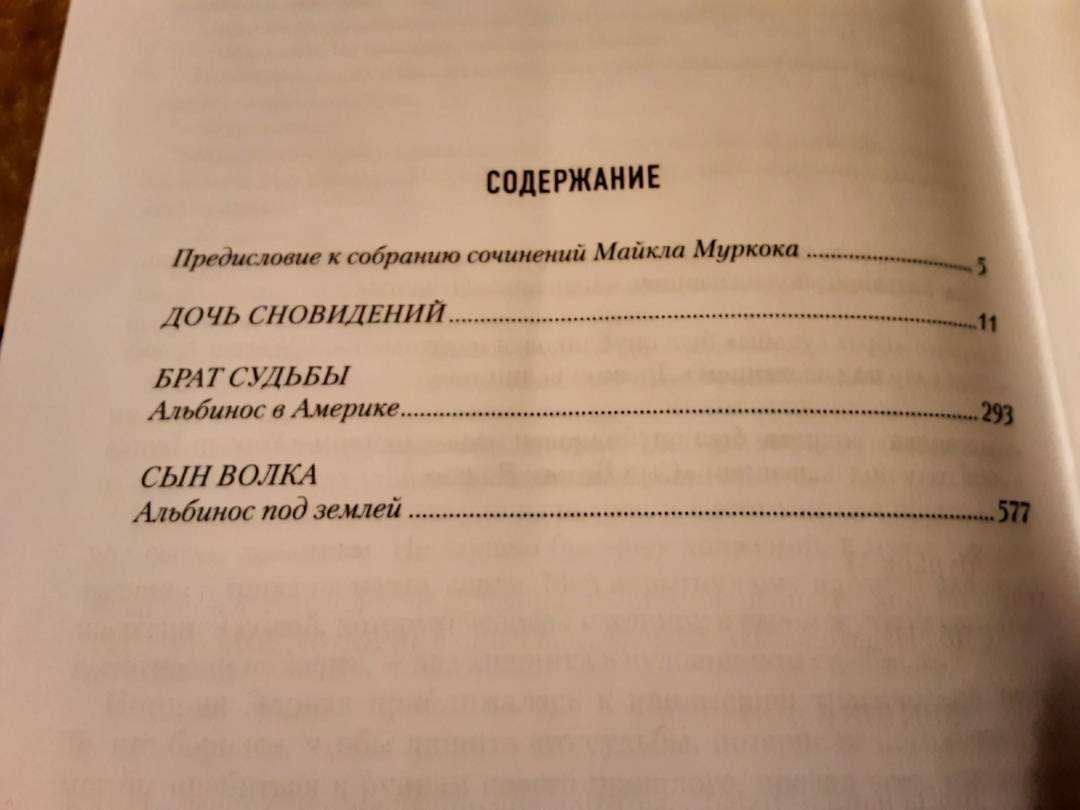 СОДЕРЖАНИЕ
Предисловие к собранию сочинений Майкла Муркока ........................ 5
ДОЧЬ СНОВИДЕНИЙ ........................ 11
БРАТ СУДЬБЫ
Альбинос в Америке ........................ 293
СЫН ВОЛКА
Альбинос под землей ........................ 577